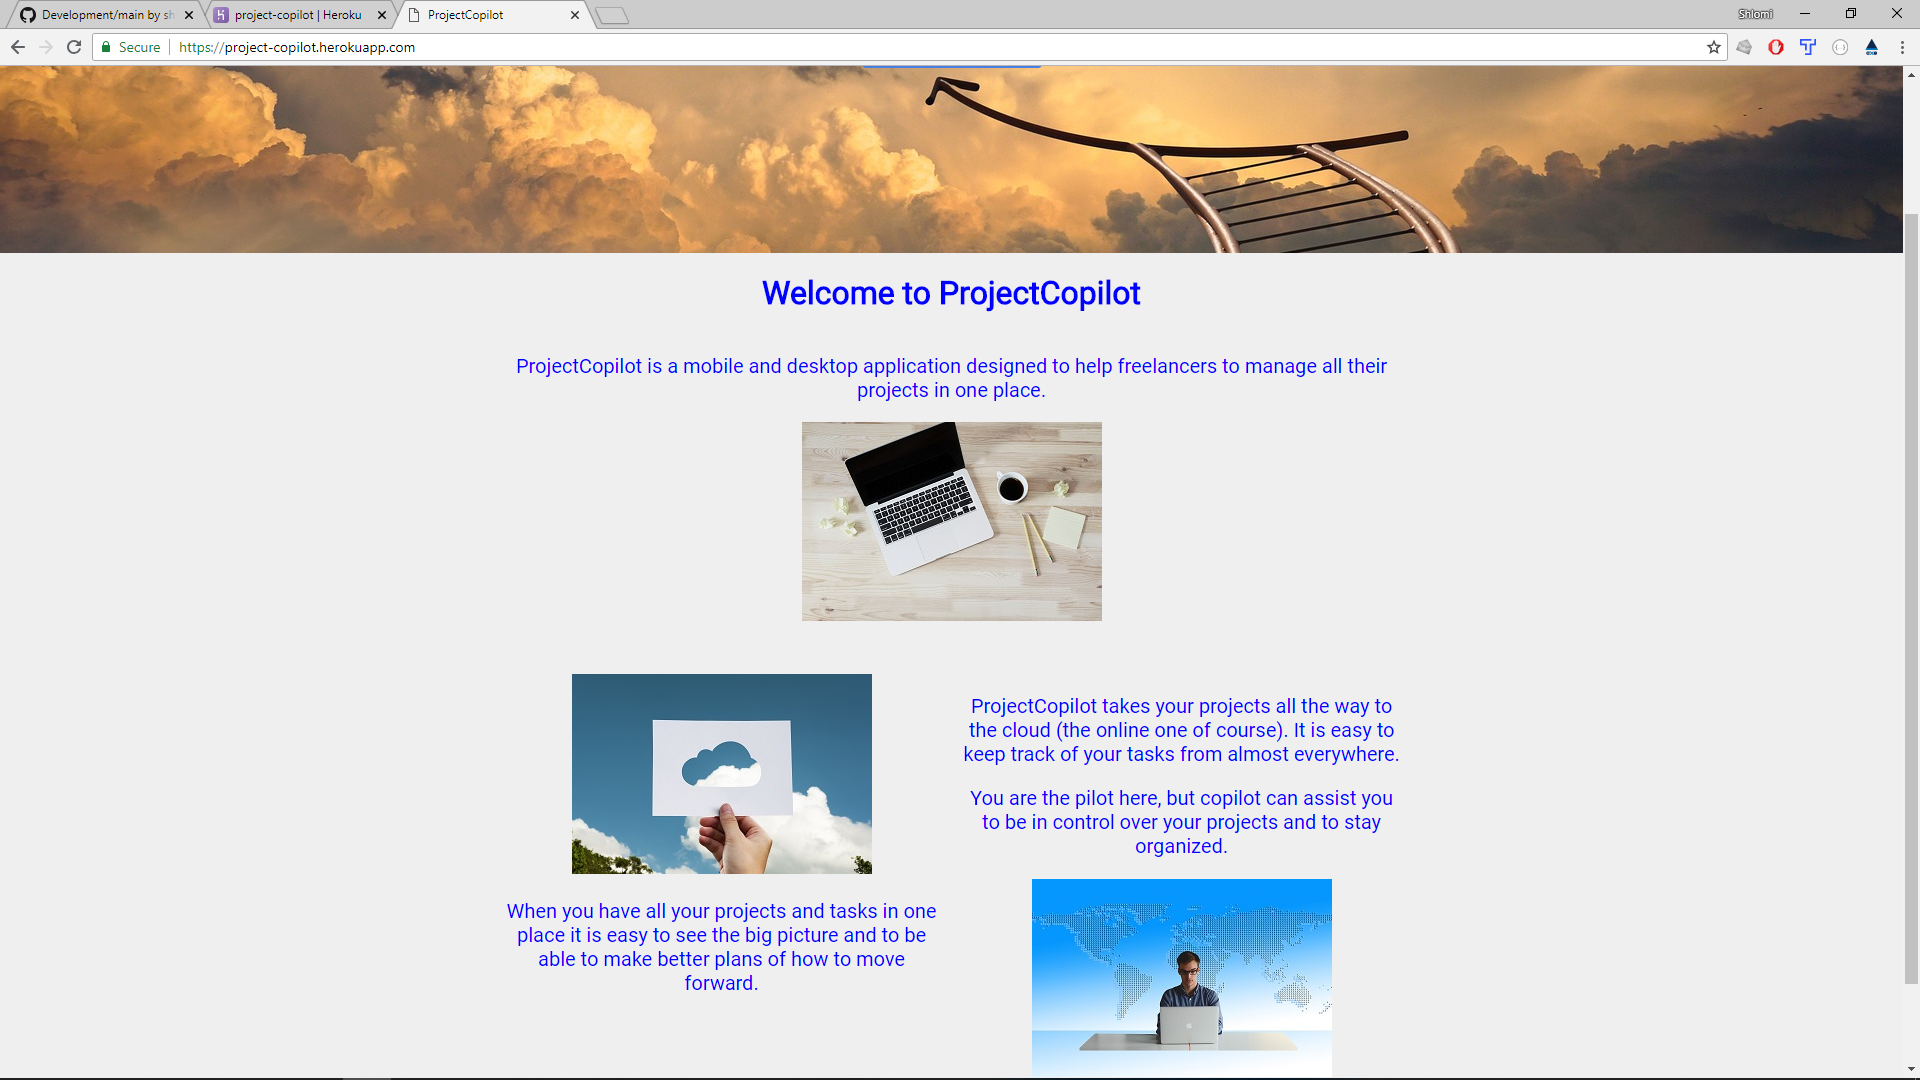 Development/main by sh
project-copilot | Heroku
ProjectCopilot
Shlomi
Secure
https://project-copilot.herokuapp.com
Welcome to ProjectCopilot
ProjectCopilot is a mobile and desktop application designed to help freelancers to manage all their
projects in one place.
ProjectCopilot takes your projects all the way to
the cloud (the online one of course). It is easy to
keep track of your tasks from almost everywhere.
You are the pilot here, but copilot can assist you
to be in control over your projects and to stay
organized.
When you have all your projects and tasks in one
place it is easy to see the big picture and to be
able to make better plans of how to move
forward.